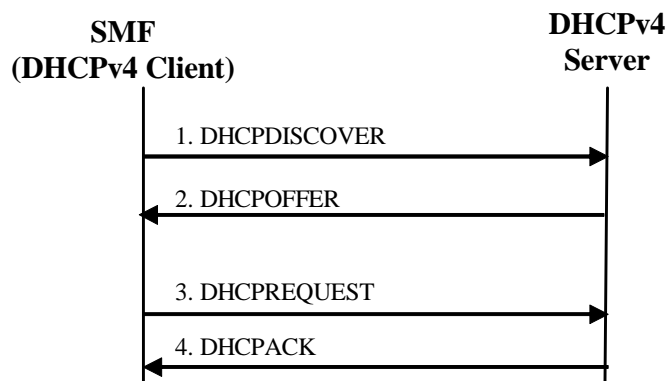 SMF
(DHCPv4 Client)
DHCPv4
Server
1. DHCPDISCOVER
2. DHCPOFFER
3. DHCPREQUEST
4. DHCPACK